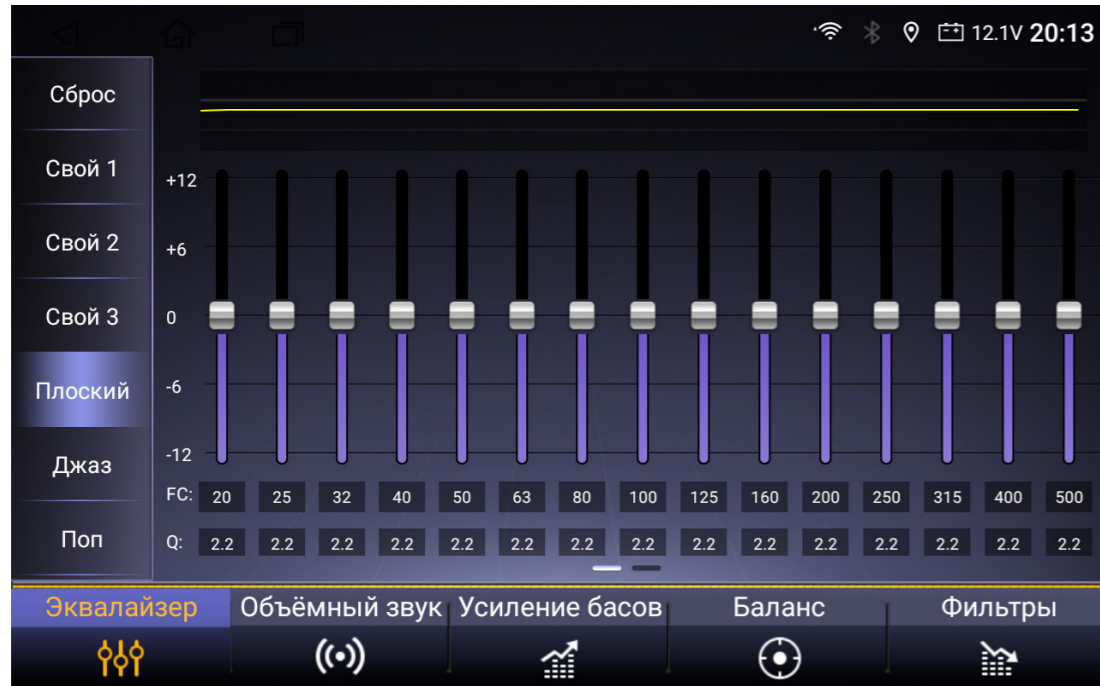 12.1V 20:13
Сброс
Свой 1
Свой 2
Свой 3
Плоский
Джаз
Поп
+12
+6
0
-6
-12
FC: 20 25 32 40 50 63 80 100 125 160 200 250 315 400 500
Q: 2.2 2.2 2.2 2.2 2.2 2.2 2.2 2.2 2.2 2.2 2.2 2.2 2.2 2.2 2.2
Эквалайзер Объёмный звук Усиление басов Баланс Фильтры